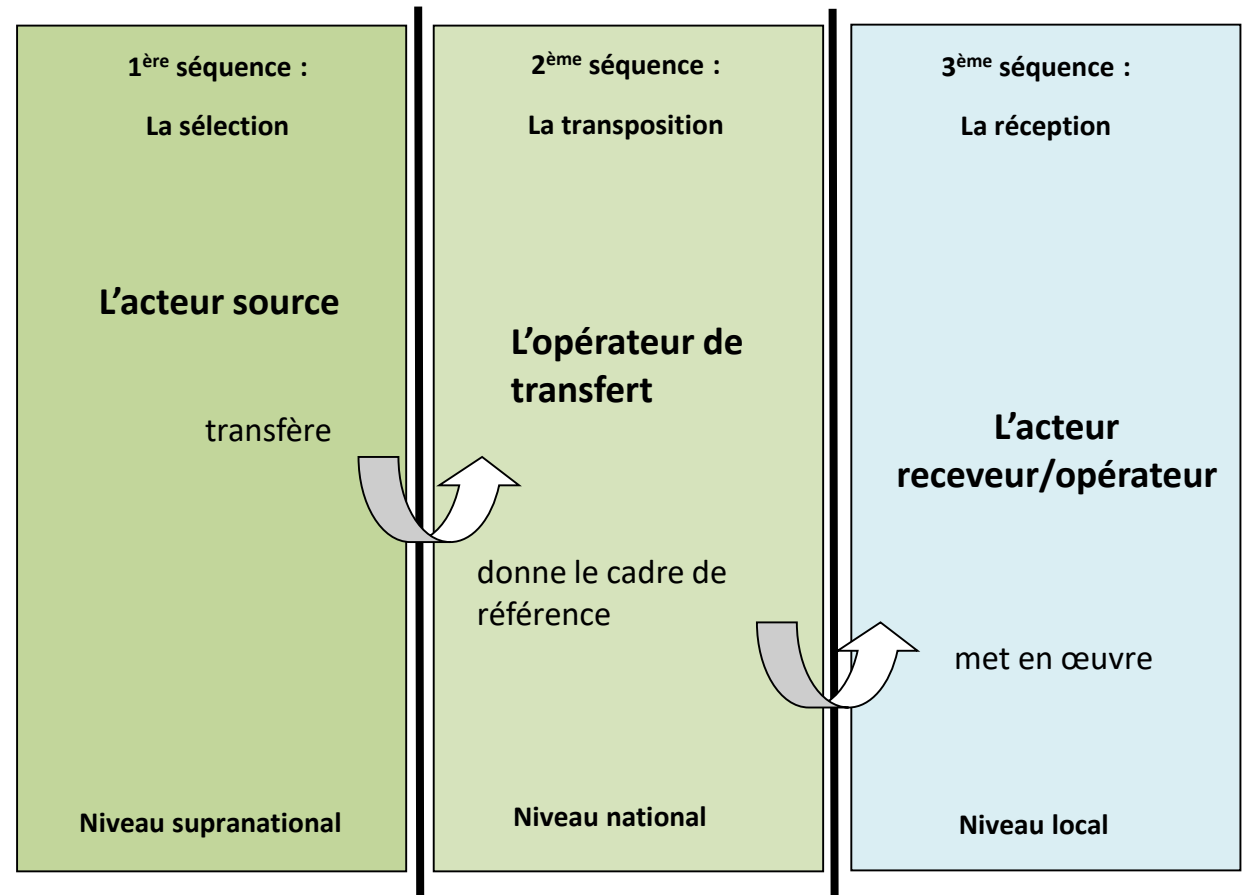 1ère séquence :
La sélection
L’acteur source
transfère
Niveau supranational
2ème séquence :
La transposition
L’opérateur de
transfert
donne le cadre de
référence
Niveau national
3ème séquence :
La réception
L’acteur
receveur/opérateur
met en œuvre
Niveau local